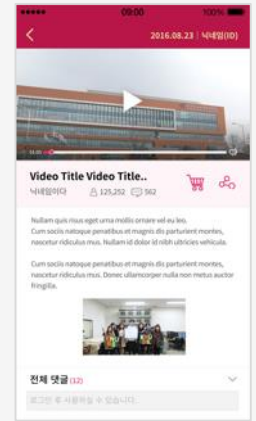 09:00 100%
2016.08.23 | 닉네임(ID)
Video Title Video Title..
닉네임이다 125,252 562
Nullam quis risus eget urna mollis ornare vel eu leo.
Cum sociis natoque penatibus et magnis dis parturient montes,
nascetur ridiculus mus. Nullam id dolor id nibh ultricies vehicula.
Cum sociis natoque penatibus et magnis dis parturient montes,
nascetur ridiculus mus. Donec ullamcorper nulla non metus auctor
fringilla.
전체 댓글 (12)
로그인 후 사용하실 수 있습니다.